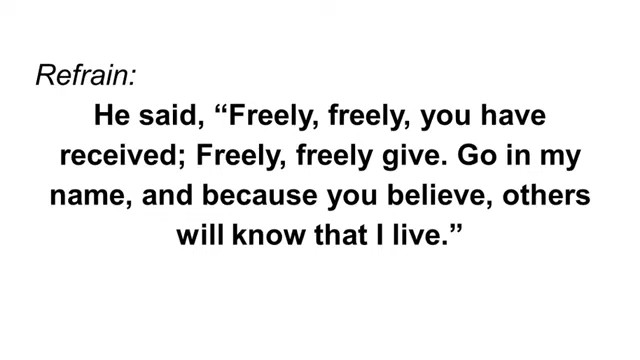 Refrain:
He said, “Freely, freely, you have
received; Freely, freely give. Go in my
name, and because you believe, others
will know that I live.”